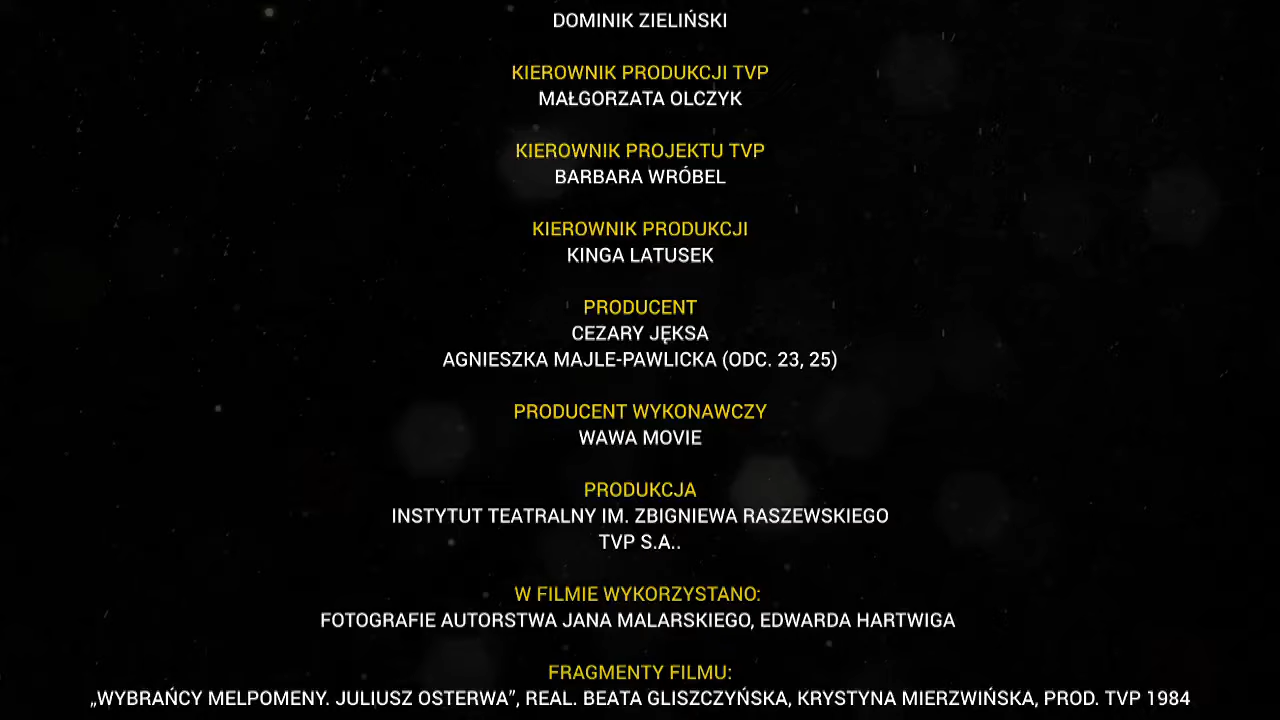 DOMINIK ZIELIŃSKI
KIEROWNIK PRODUKCJI TVP
MAŁGORZATA OLCZYK
KIEROWNIK PROJEKTU TVP
BARBARA WRÓBEL
KIEROWNIK PRODUKCJI
KINGA LATUSEK
PRODUCENT
CEZARY JĘKSA
AGNIESZKA MAJLE-PAWLICKA (ODC. 23, 25)
PRODUCENT WYKONAWCZY
WAWA MOVIE
PRODUKCJA
INSTYTUT TEATRALNY IM. ZBIGNIEWA RASZEWSKIEGO
TVP S.A..
W FILMIE WYKORZYSTANO:
FOTOGRAFIE AUTORSTWA JANA MALARSKIEGO, EDWARDA HARTWIGA
FRAGMENTY FILMU:
„WYBRAŃCY MELPOMENY. JULIUSZ OSTERWA”, REAL. BEATA GLISZCZYŃSKA, KRYSTYNA MIERZWIŃSKA, PROD. TVP 1984